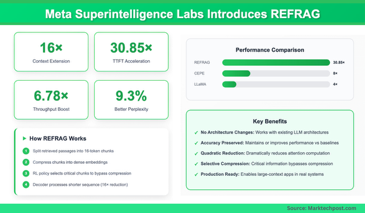 Meta Superintelligence Labs Introduces REFRAG
16×
Context Extension
30.85×
TTFT Acceleration
6.78×
Throughput Boost
9.3%
Better Perplexity
How REFRAG Works
1 Split retrieved passages into 16-token chunks
2 Compress chunks into dense embeddings
3 RL policy selects critical chunks to bypass compression
4 Decoder processes shorter sequence (16× reduction)
Performance Comparison
REFRAG 30.85×
CEPE 8×
LLaMA 4×
Key Benefits
✓ No Architecture Changes: Works with existing LLM architectures
✓ Accuracy Preserved: Maintains or improves performance vs baselines
✓ Quadratic Reduction: Dramatically reduces attention computation
✓ Selective Compression: Critical information bypasses compression
✓ Production Ready: Enables large-context apps in real systems
Source: Marktechpost.com